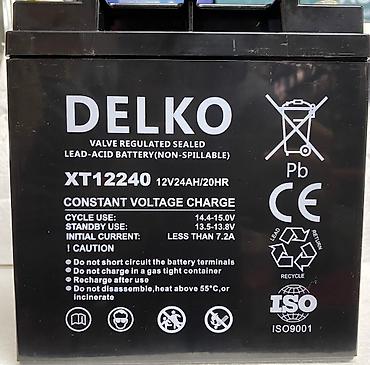 DELKO
VALVE REGULATED SEALED
LEAD-ACID BATTERY(NON-SPILLABLE)
XT12240 12V24AH/20HR
CONSTANT VOLTAGE CHARGE
CYCLE USE: 14.4-15.0V
STANDBY USE: 13.5-13.8V
INITIAL CURRENT: LESS THAN 7.2A
! CAUTION
● Do not short circuit the battery terminals
● Do not charge in a gas tight container
● Recharge after use
● Do not disassemble,heat above 55°C,or
incinerate
Pb
CE
LEAD
RETURN
RECYCLE
ISO
ISO9001